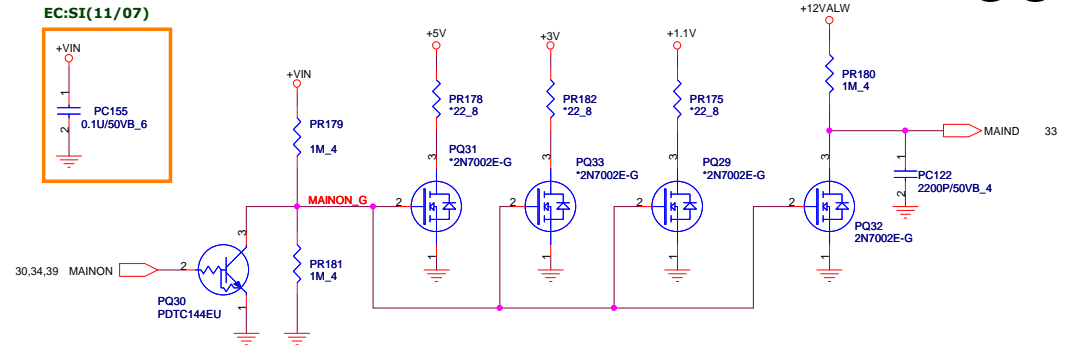 EC:SI(11/07)
+VIN
1
PC155
0.1U/50VB_6
2
+VIN
PR179
1M_4
MAINON_G
PR181
1M_4
30,34,39 MAINON
2
3
1
PQ30
PDTC144EU
+5V
PR178
*22_8
PQ31
*2N7002E-G
3
2
1
+3V
PR182
*22_8
PQ33
*2N7002E-G
3
2
1
+1.1V
PR175
*22_8
PQ29
*2N7002E-G
3
2
1
+12VALW
PR180
1M_4
3
2
1
PQ32
2N7002E-G
MAIND 33
1
PC122
2200P/50VB_4
2